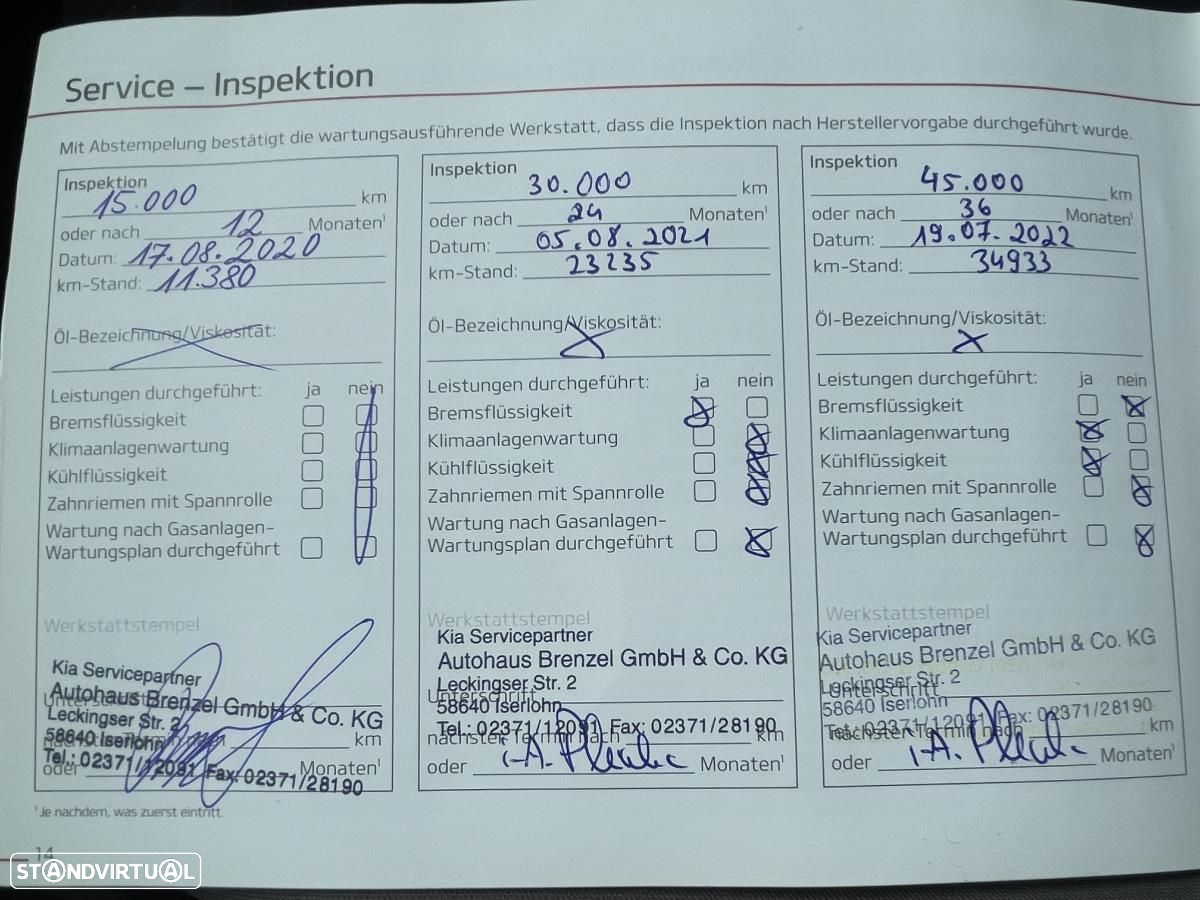 Service – Inspektion
Mit Abstempelung bestätigt die wartungsausführende Werkstatt, dass die Inspektion nach Herstellervorgabe durchgeführt wurde.
Inspektion
15.000 km
oder nach 12 Monaten¹
Datum: 17.08.2020
km-Stand: 11.380
Öl-Bezeichnung/Viskosität:
Leistungen durchgeführt: ja nein
Bremsflüssigkeit
Klimaanlagenwartung
Kühlflüssigkeit
Zahnriemen mit Spannrolle
Wartung nach Gasanlagen-
Wartungsplan durchgeführt
Werkstattstempel
Kia Servicepartner
Autohaus Brenzel GmbH & Co. KG
Leckingser Str. 2
58640 Iserlohn
km
Tel.: 02371/12091 Fax: 02371/28190
oder Monaten¹
Inspektion
30.000 km
oder nach 24 Monaten¹
Datum: 05.08.2021
km-Stand: 23235
Öl-Bezeichnung/Viskosität:
Leistungen durchgeführt: ja nein
Bremsflüssigkeit
Klimaanlagenwartung
Kühlflüssigkeit
Zahnriemen mit Spannrolle
Wartung nach Gasanlagen-
Wartungsplan durchgeführt
Werkstattstempel
Kia Servicepartner
Autohaus Brenzel GmbH & Co. KG
Leckingser Str. 2
Unterschrift
58640 Iserlohn
Tel.: 02371/12091 Fax: 02371/28190
nächster Termin nach km
oder i.A. Monaten¹
Inspektion
45.000 km
oder nach 36 Monaten¹
Datum: 19.07.2022
km-Stand: 34933
Öl-Bezeichnung/Viskosität:
Leistungen durchgeführt: ja nein
Bremsflüssigkeit
Klimaanlagenwartung
Kühlflüssigkeit
Zahnriemen mit Spannrolle
Wartung nach Gasanlagen-
Wartungsplan durchgeführt
Werkstattstempel
Kia Servicepartner
Autohaus Brenzel GmbH & Co. KG
Leckingser Str. 2
Unterschrift
58640 Iserlohn
Tel.: 02371/12091 Fax: 02371/28190
nächster Termin nach km
oder i.A. Monaten¹
¹Je nachdem, was zuerst eintritt.
14
STANDVIRTUAL